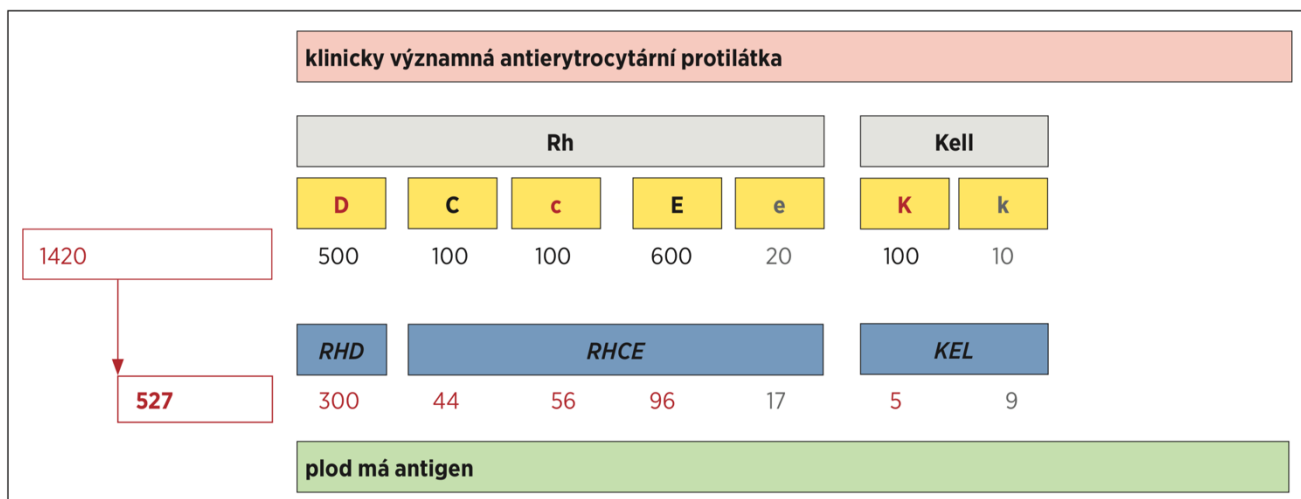 klinicky významná antierytrocytární protilátka
Rh Kell
D C c E e K k
1420 500 100 100 600 20 100 10
RHD RHCE KEL
527 300 44 56 96 17 5 9
plod má antigen